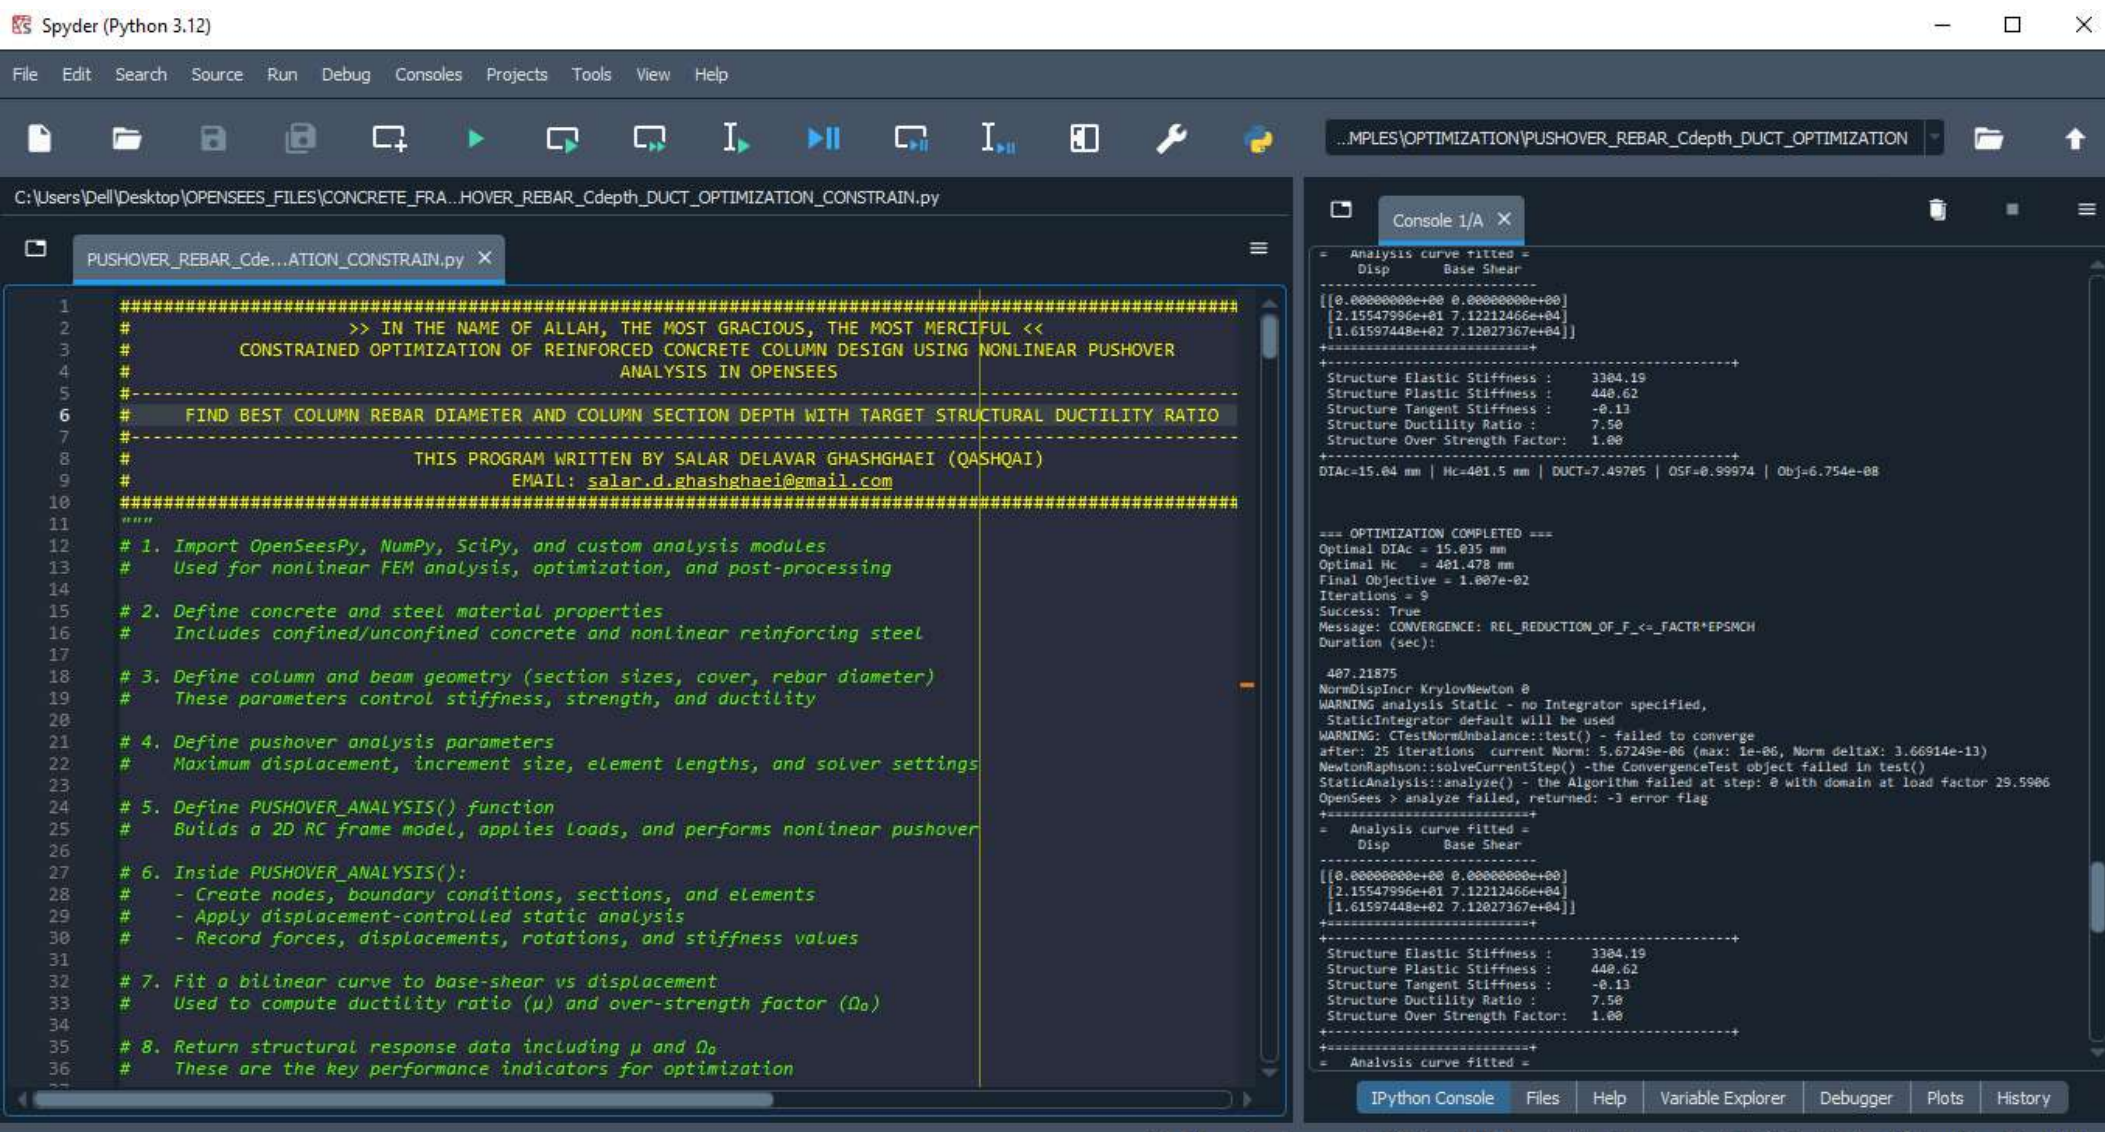 Spyder (Python 3.12)
File Edit Search Source Run Debug Consoles Projects Tools View Help
...MPLES\OPTIMIZATION\PUSHOVER_REBAR_Cdepth_DUCT_OPTIMIZATION
C:\Users\Dell\Desktop\OPENSEES_FILES\CONCRETE_FRA...HOVER_REBAR_Cdepth_DUCT_OPTIMIZATION_CONSTRAIN.py
PUSHOVER_REBAR_Cde...ATION_CONSTRAIN.py
1 ######################################################################################################
2 # >> IN THE NAME OF ALLAH, THE MOST GRACIOUS, THE MOST MERCIFUL <<
3 # CONSTRAINED OPTIMIZATION OF REINFORCED CONCRETE COLUMN DESIGN USING NONLINEAR PUSHOVER
4 # ANALYSIS IN OPENSEES
5 #-----------------------------------------------------------------------------------------------------
6 # FIND BEST COLUMN REBAR DIAMETER AND COLUMN SECTION DEPTH WITH TARGET STRUCTURAL DUCTILITY RATIO
7 #-----------------------------------------------------------------------------------------------------
8 # THIS PROGRAM WRITTEN BY SALAR DELAVAR GHASHGHAEI (QASHQAI)
9 # EMAIL: salar.d.ghashghaei@gmail.com
10 ######################################################################################################
11 """
12 # 1. Import OpenSeesPy, NumPy, SciPy, and custom analysis modules
13 # Used for nonlinear FEM analysis, optimization, and post-processing
14
15 # 2. Define concrete and steel material properties
16 # Includes confined/unconfined concrete and nonlinear reinforcing steel
17
18 # 3. Define column and beam geometry (section sizes, cover, rebar diameter)
19 # These parameters control stiffness, strength, and ductility
20
21 # 4. Define pushover analysis parameters
22 # Maximum displacement, increment size, element lengths, and solver settings
23
24 # 5. Define PUSHOVER_ANALYSIS() function
25 # Builds a 2D RC frame model, applies loads, and performs nonlinear pushover
26
27 # 6. Inside PUSHOVER_ANALYSIS():
28 # - Create nodes, boundary conditions, sections, and elements
29 # - Apply displacement-controlled static analysis
30 # - Record forces, displacements, rotations, and stiffness values
31
32 # 7. Fit a bilinear curve to base-shear vs displacement
33 # Used to compute ductility ratio (μ) and over-strength factor (Ω₀)
34
35 # 8. Return structural response data including μ and Ω₀
36 # These are the key performance indicators for optimization
Console 1/A
= Analysis curve fitted =
Disp Base Shear
----------------------------
[[0.00000000e+00 0.00000000e+00]
[2.15547996e+01 7.12212466e+04]
[1.61597448e+02 7.12027367e+04]]
+==========================+
+----------------------------------------------------+
Structure Elastic Stiffness : 3304.19
Structure Plastic Stiffness : 440.62
Structure Tangent Stiffness : -0.13
Structure Ductility Ratio : 7.50
Structure Over Strength Factor: 1.00
+----------------------------------------------------+
DIAc=15.04 mm | Hc=401.5 mm | DUCT=7.49705 | OSF=0.99974 | Obj=6.754e-08
=== OPTIMIZATION COMPLETED ===
Optimal DIAc = 15.035 mm
Optimal Hc = 401.478 mm
Final Objective = 1.007e-02
Iterations = 9
Success: True
Message: CONVERGENCE: REL_REDUCTION_OF_F_<=_FACTR*EPSMCH
Duration (sec):
407.21875
NormDispIncr KrylovNewton 0
WARNING analysis Static - no Integrator specified,
StaticIntegrator default will be used
WARNING: CTestNormUnbalance::test() - failed to converge
after: 25 iterations current Norm: 5.67249e-06 (max: 1e-06, Norm deltaX: 3.66914e-13)
NewtonRaphson::solveCurrentStep() -the ConvergenceTest object failed in test()
StaticAnalysis::analyze() - the Algorithm failed at step: 0 with domain at load factor 29.5906
OpenSees > analyze failed, returned: -3 error flag
+==========================+
= Analysis curve fitted =
Disp Base Shear
----------------------------
[[0.00000000e+00 0.00000000e+00]
[2.15547996e+01 7.12212466e+04]
[1.61597448e+02 7.12027367e+04]]
+==========================+
+----------------------------------------------------+
Structure Elastic Stiffness : 3304.19
Structure Plastic Stiffness : 440.62
Structure Tangent Stiffness : -0.13
Structure Ductility Ratio : 7.50
Structure Over Strength Factor: 1.00
+----------------------------------------------------+
+==========================+
= Analysis curve fitted =
IPython Console Files Help Variable Explorer Debugger Plots History